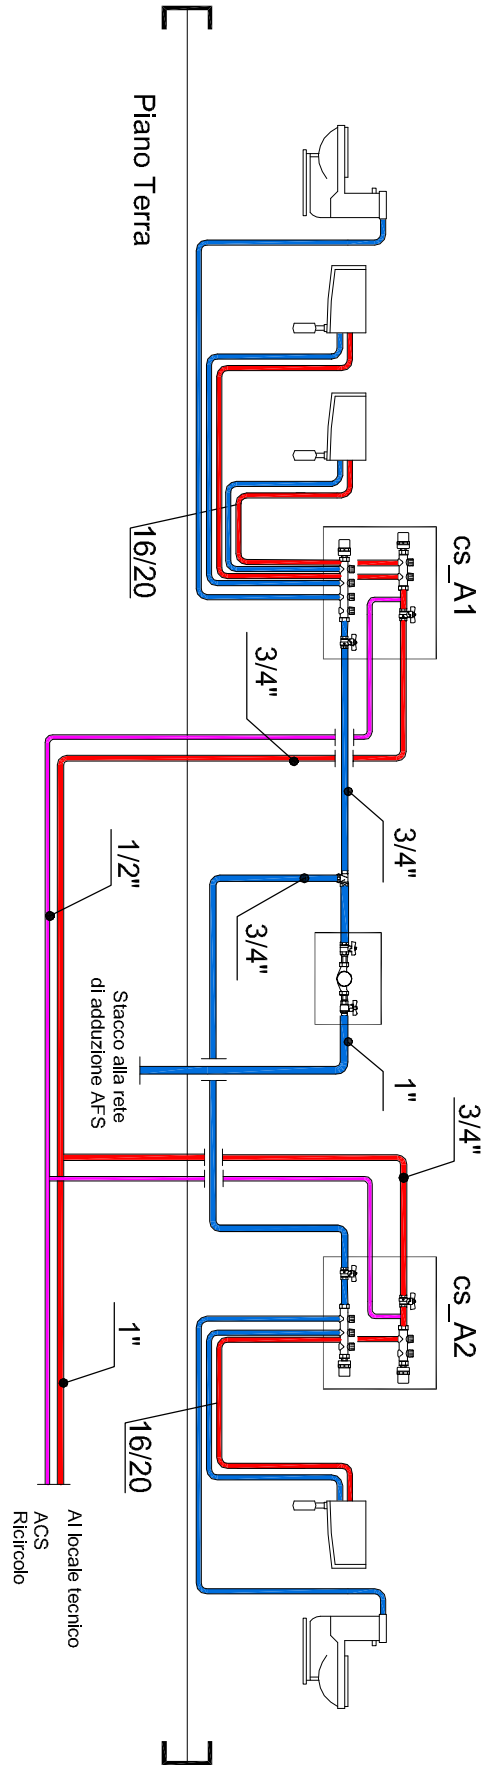 Piano Terra
16/20
cs_A1
3/4"
3/4"
3/4"
1/2"
Stacco alla rete
di adduzione AFS
1"
3/4"
cs_A2
1"
16/20
Al locale tecnico
ACS
Ricircolo